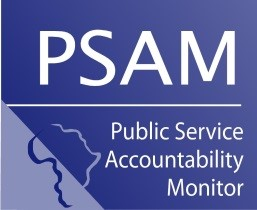 PSAM
Public Service
Accountability
Monitor